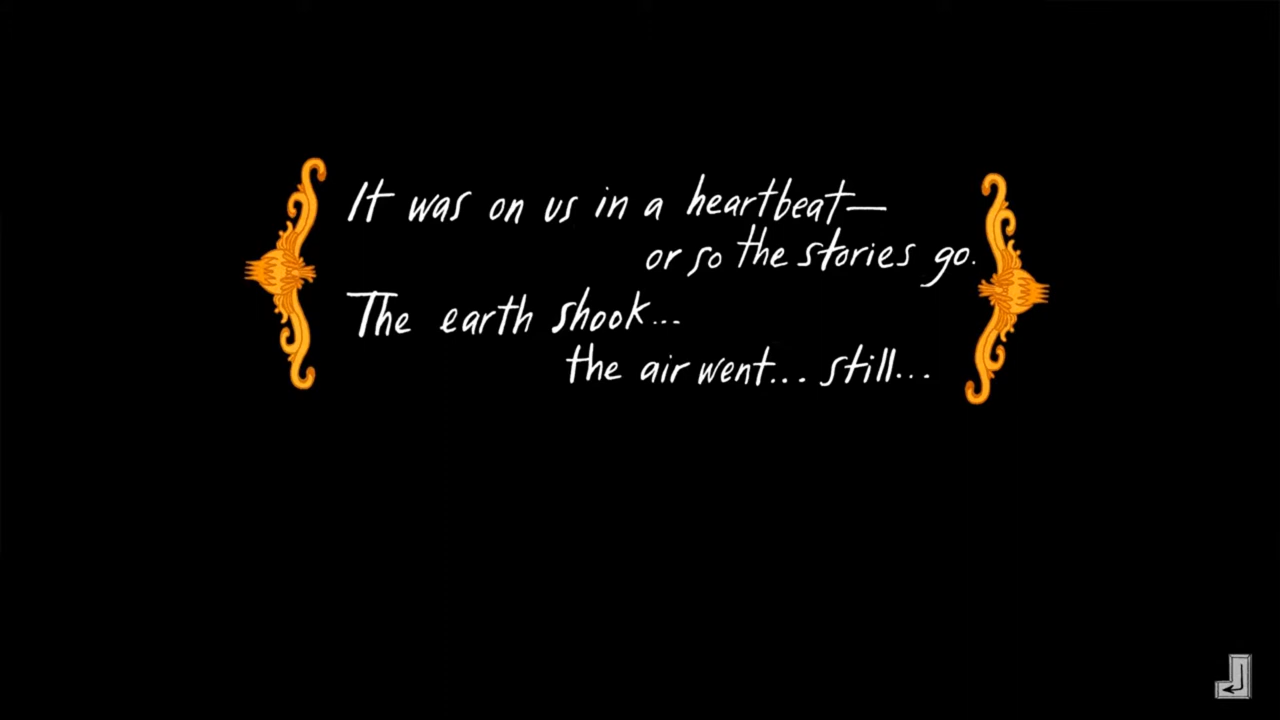 It was on us in a heartbeat—
or so the stories go.
The earth shook...
the air went... still...